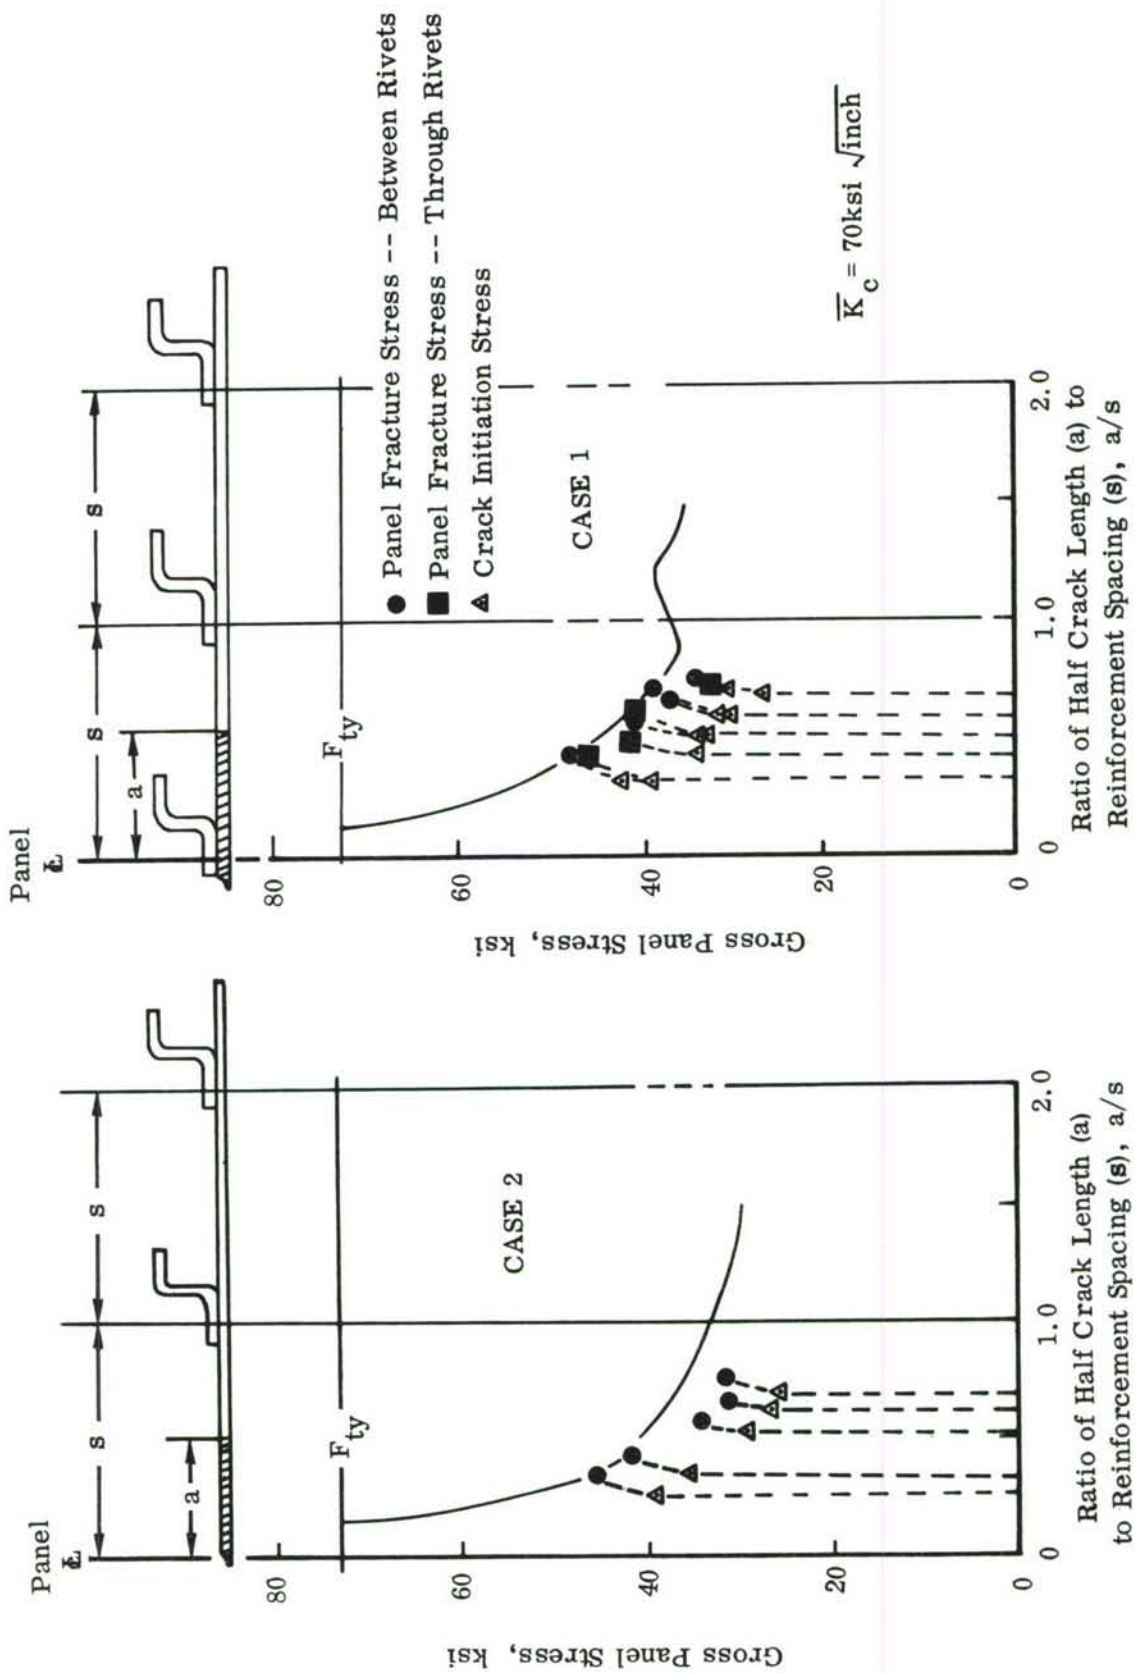 Panel
℄
s
s
a
F ty
CASE 2
80
60
40
20
0
Gross Panel Stress, ksi
0
1.0
2.0
Ratio of Half Crack Length (a)
to Reinforcement Spacing (s), a/s
Panel
℄
s
s
a
F ty
● Panel Fracture Stress -- Between Rivets
■ Panel Fracture Stress -- Through Rivets
Crack Initiation Stress
CASE 1
K̅c = 70ksi √inch
80
60
40
20
0
Gross Panel Stress, ksi
0
1.0
2.0
Ratio of Half Crack Length (a) to
Reinforcement Spacing (s), a/s